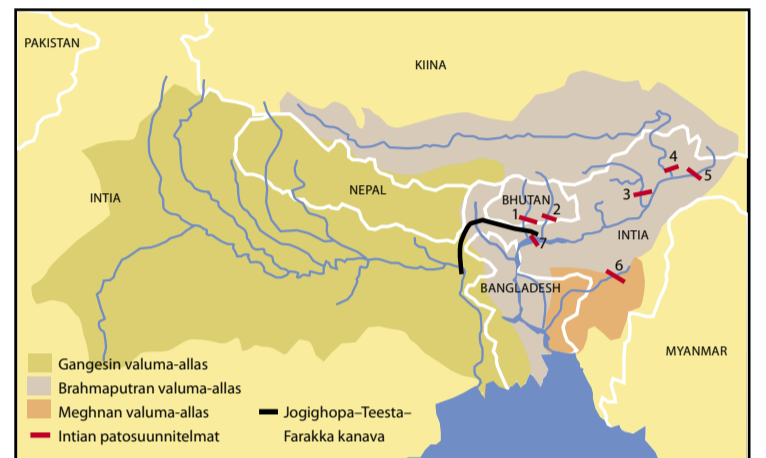 PAKISTAN
KIINA
INTIA
NEPAL
BHUTAN
1
2
3
4
5
INTIA
7
6
BANGLADESH
MYANMAR
Gangesin valuma-allas
Brahmaputran valuma-allas
Meghnan valuma-allas
Intian patosuunnitelmat
Jogighopa–Teesta–
Farakka kanava